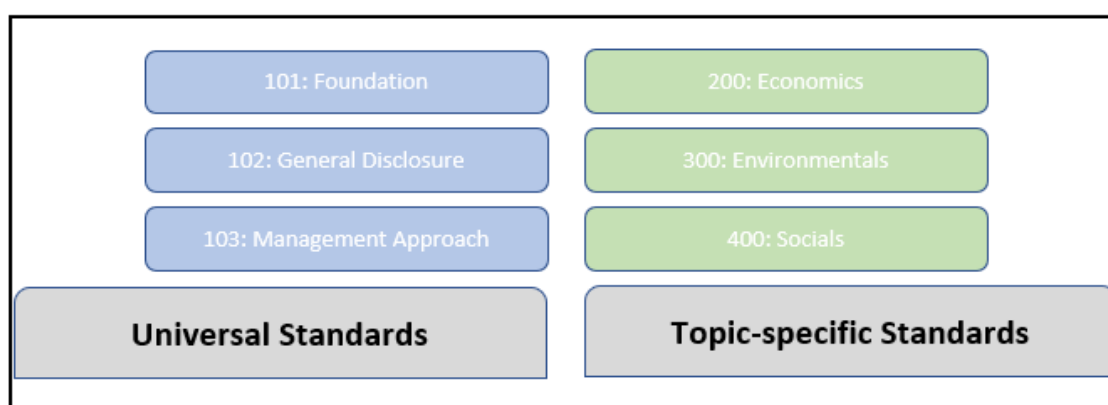 101: Foundation
102: General Disclosure
103: Management Approach
Universal Standards
200: Economics
300: Environmentals
400: Socials
Topic-specific Standards